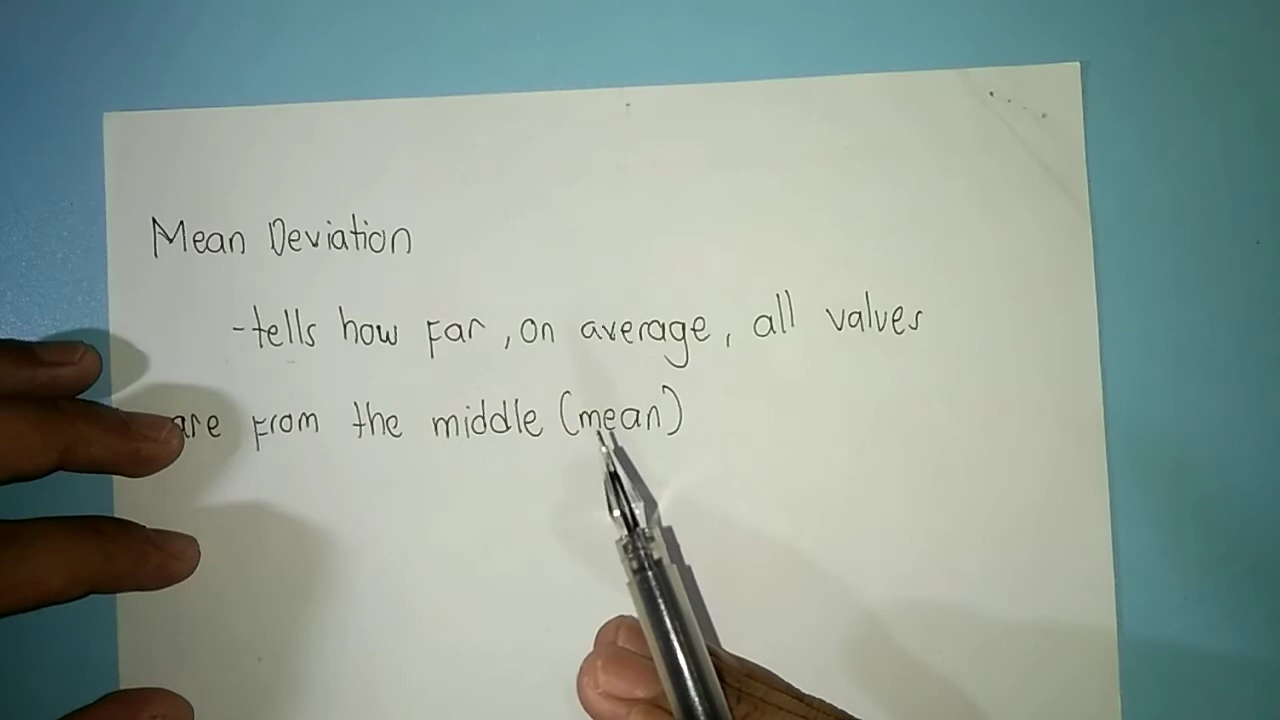 Mean Deviation
-tells how far, on average, all values
are from the middle (mean)